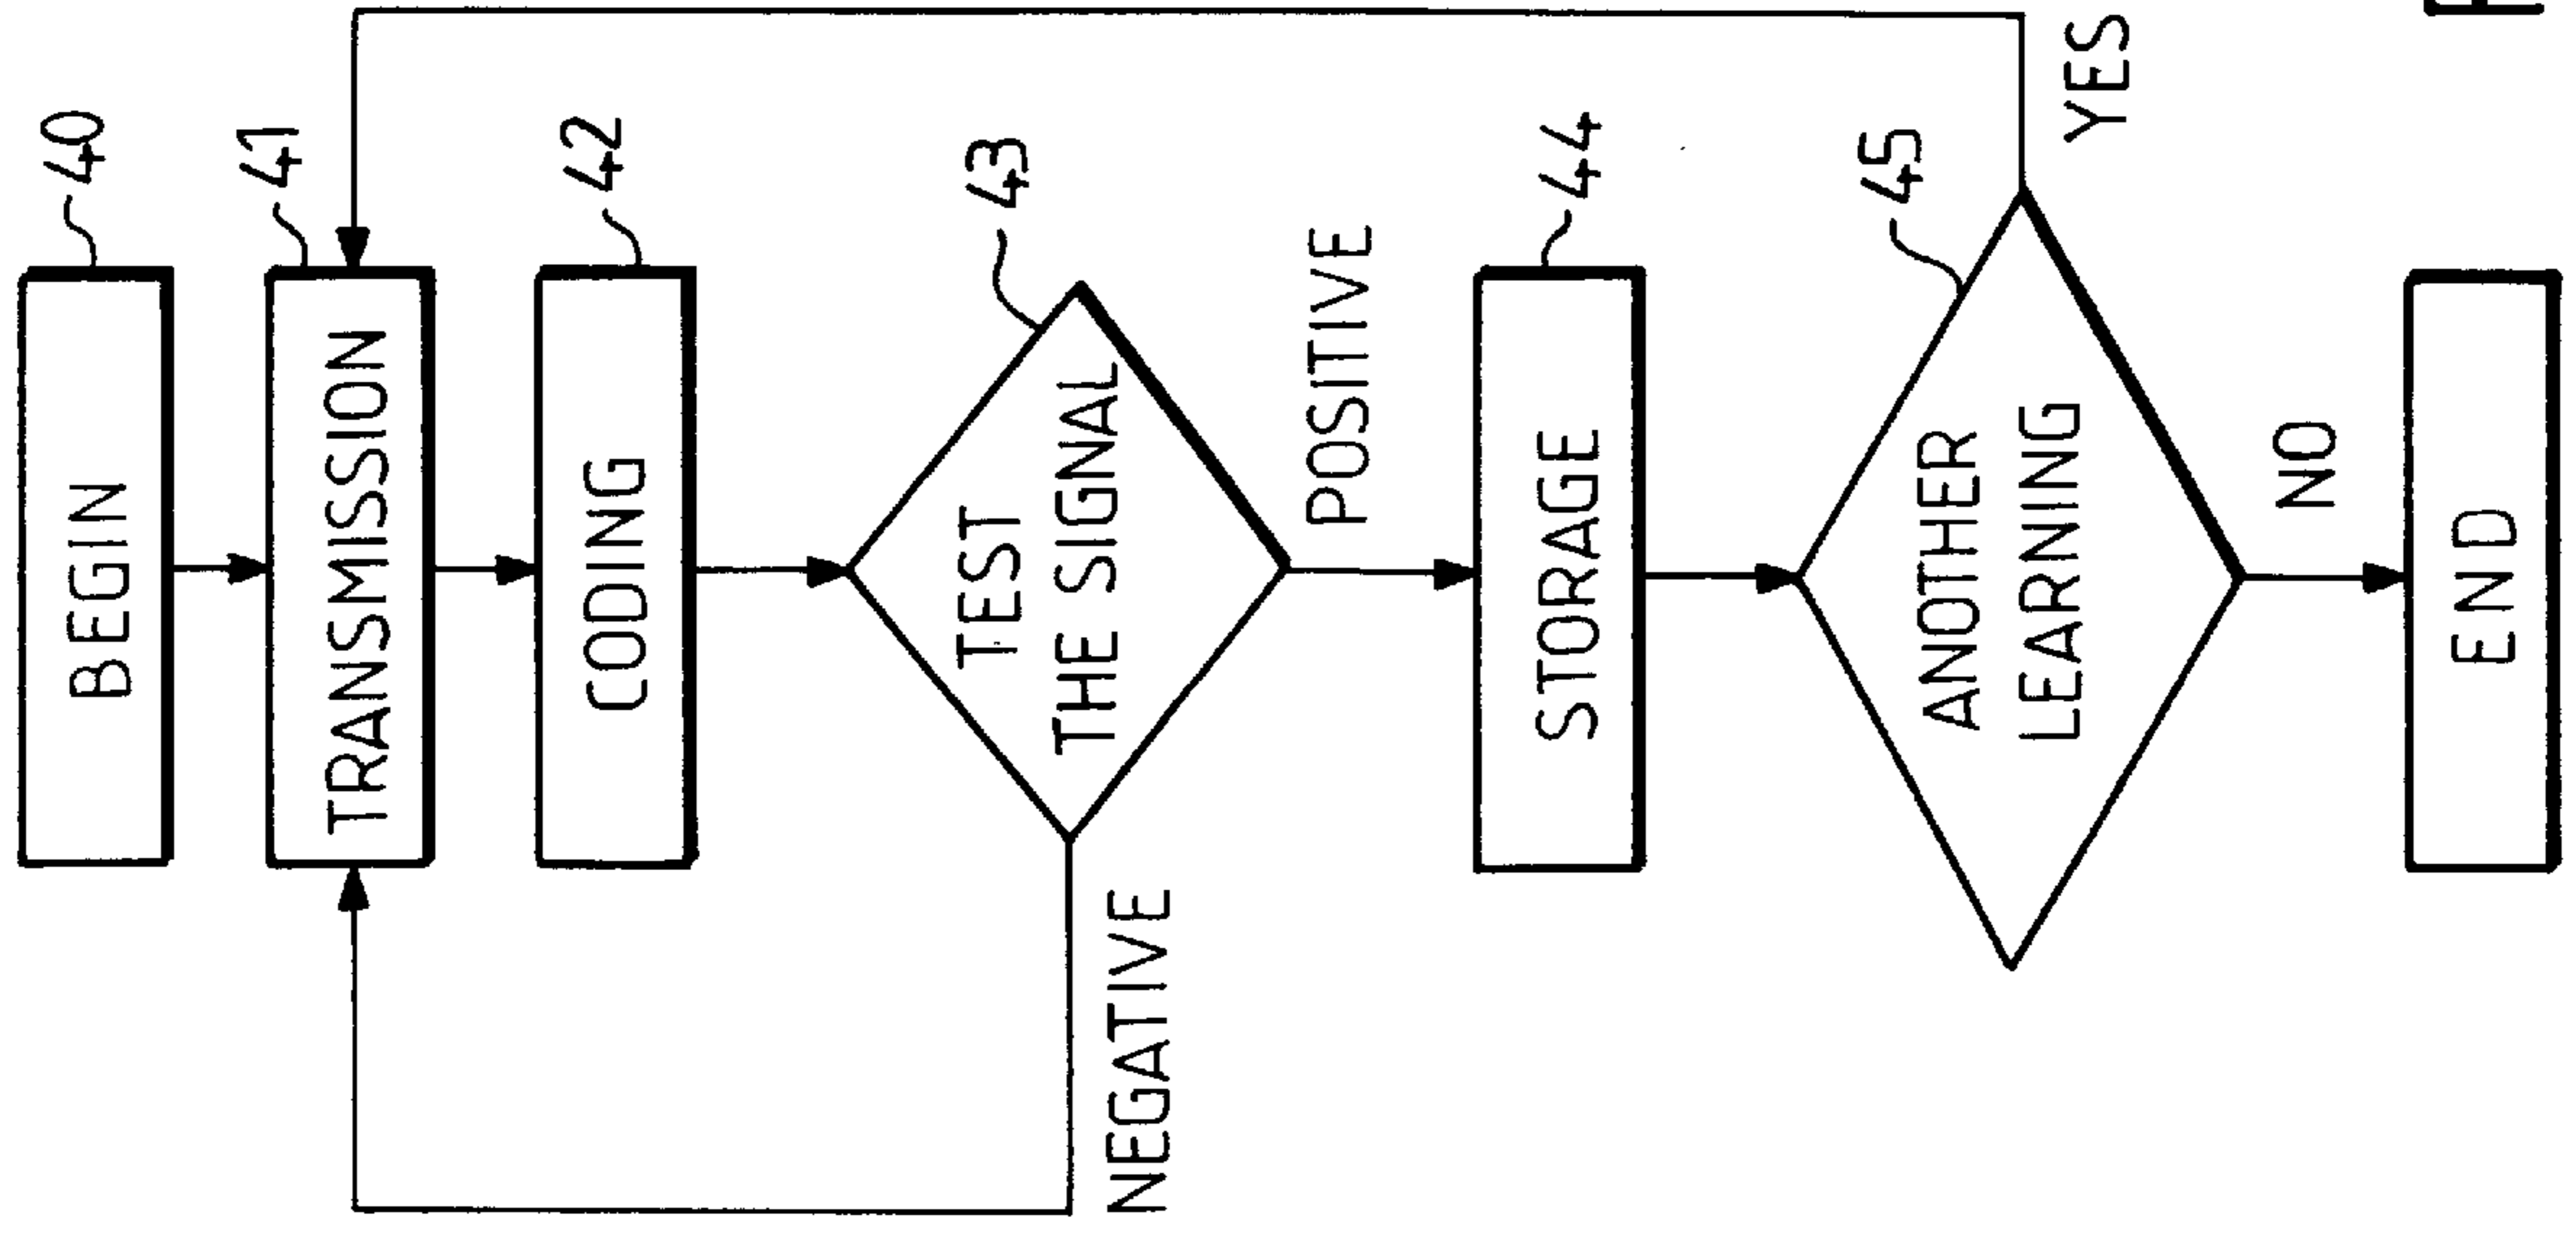 BEGIN
40
TRANSMISSION
41
CODING
42
TEST
THE SIGNAL
43
NEGATIVE
POSITIVE
STORAGE
44
ANOTHER
LEARNING
45
YES
NO
END